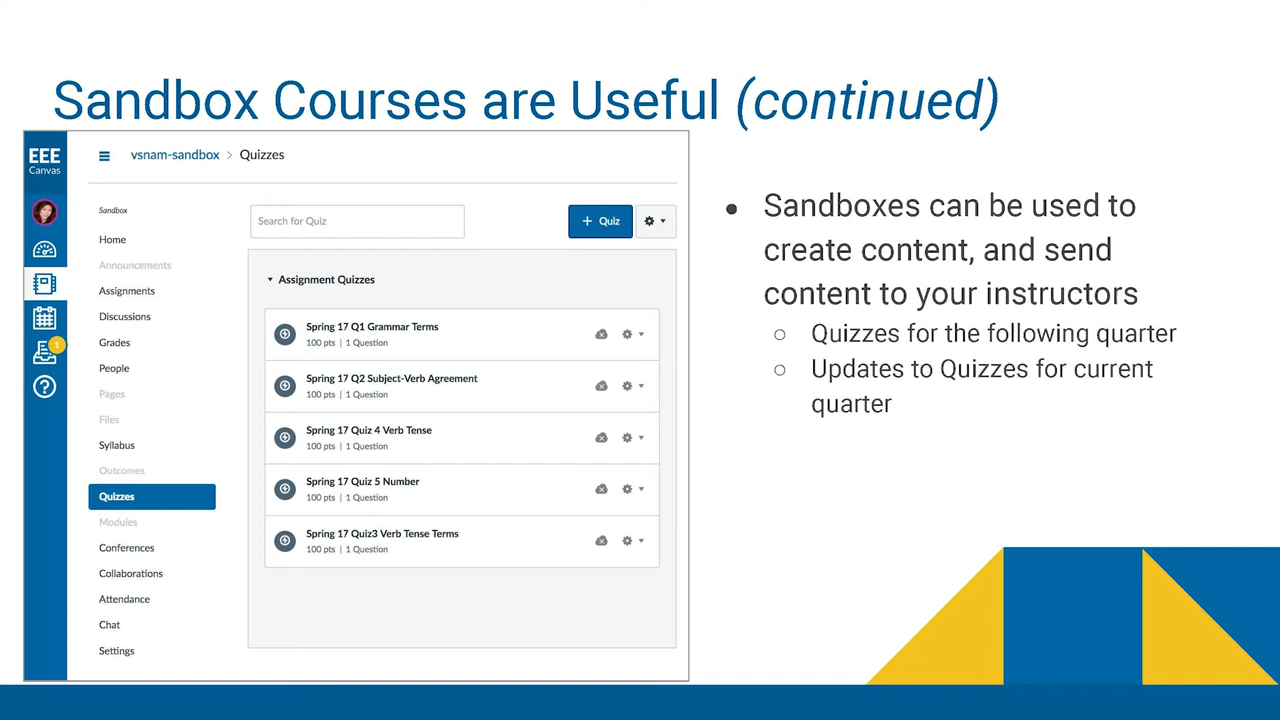 Sandbox Courses are Useful (continued)
EEE
Canvas
1
vsnam-sandbox > Quizzes
Sandbox
Home
Announcements
Assignments
Discussions
Grades
People
Pages
Files
Syllabus
Outcomes
Quizzes
Modules
Conferences
Collaborations
Attendance
Chat
Settings
Search for Quiz
+ Quiz
Assignment Quizzes
Spring 17 Q1 Grammar Terms
100 pts | 1 Question
Spring 17 Q2 Subject-Verb Agreement
100 pts | 1 Question
Spring 17 Quiz 4 Verb Tense
100 pts | 1 Question
Spring 17 Quiz 5 Number
100 pts | 1 Question
Spring 17 Quiz3 Verb Tense Terms
100 pts | 1 Question
● Sandboxes can be used to
create content, and send
content to your instructors
○ Quizzes for the following quarter
○ Updates to Quizzes for current
quarter